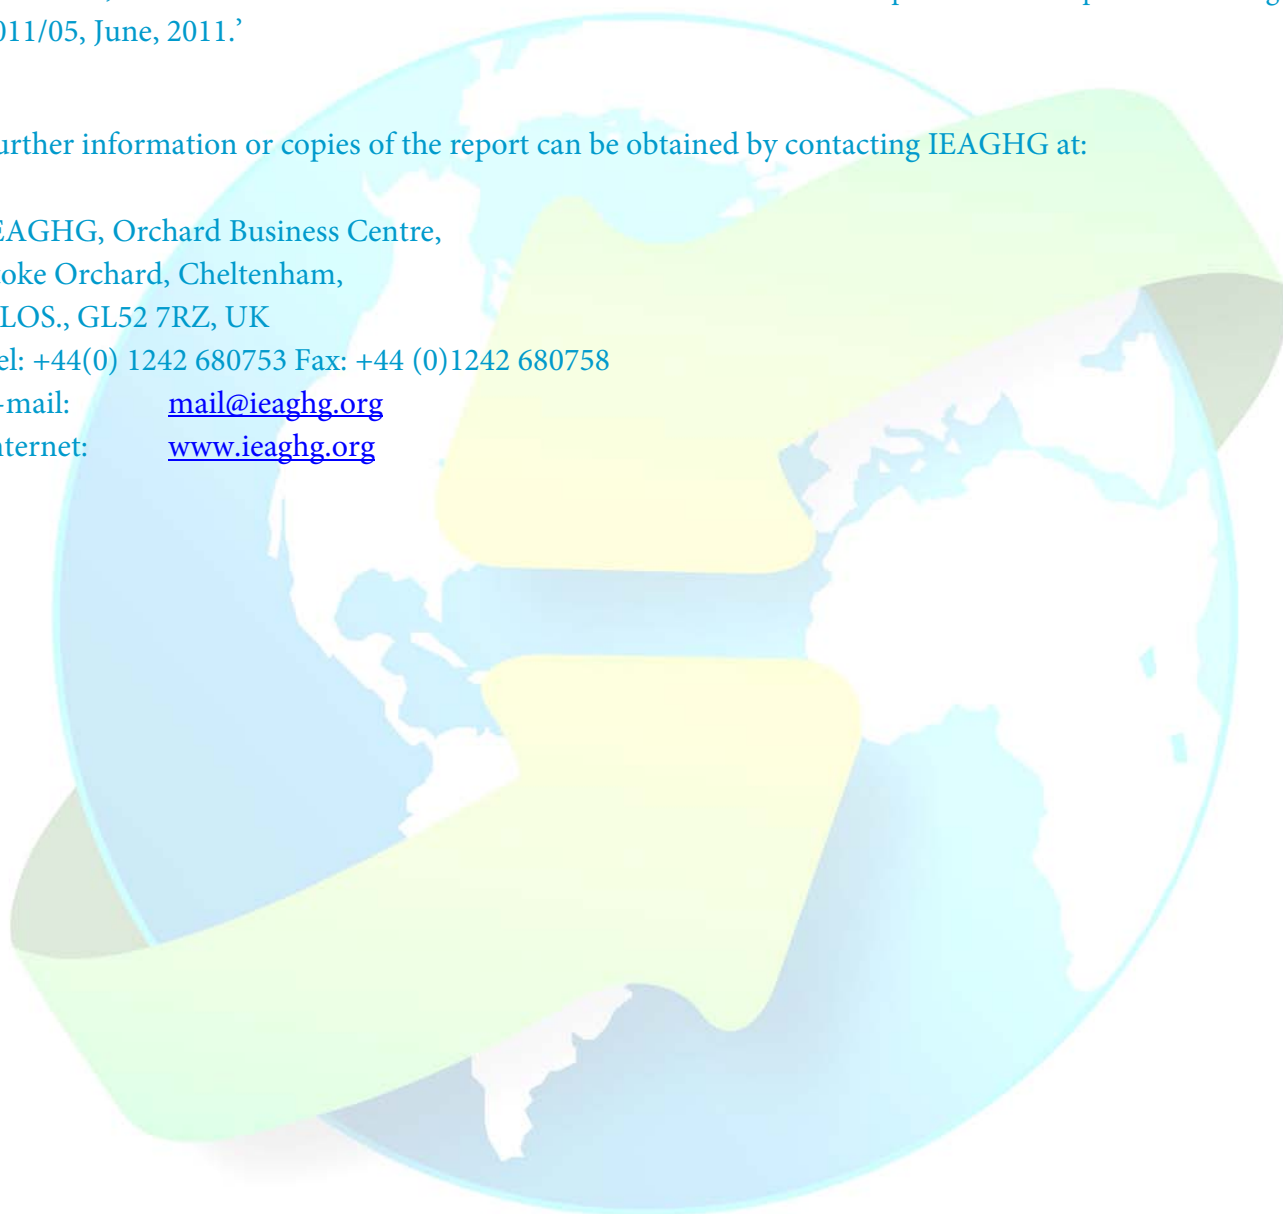 011/05, June, 2011.’
urther information or copies of the report can be obtained by contacting IEAGHG at:
EAGHG, Orchard Business Centre,
toke Orchard, Cheltenham,
LOS., GL52 7RZ, UK
el: +44(0) 1242 680753 Fax: +44 (0)1242 680758
-mail: mail@ieaghg.org
nternet: www.ieaghg.org